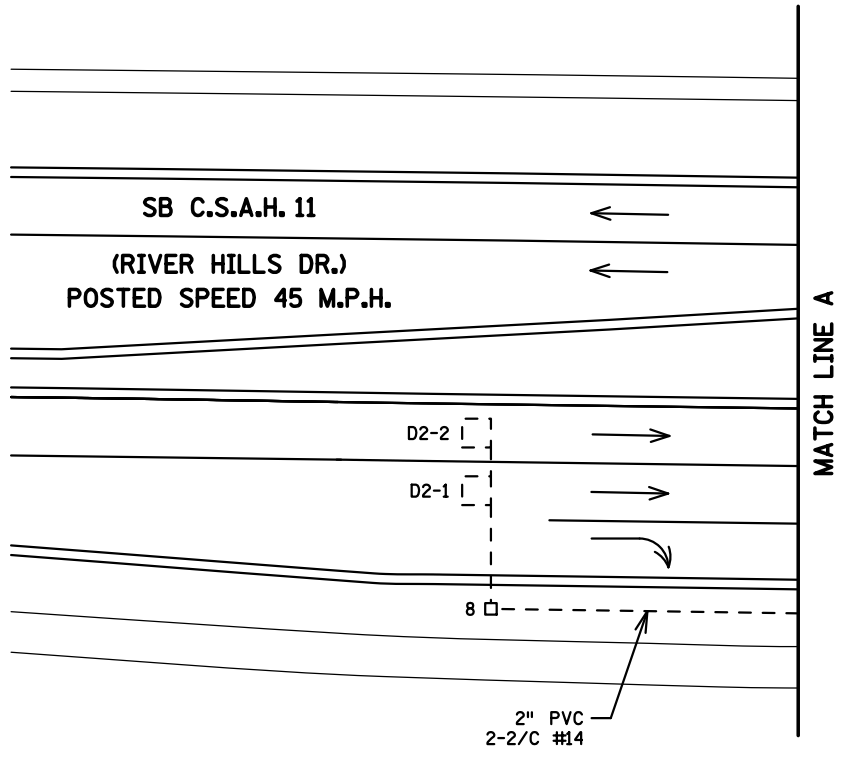 SB C.S.A.H. 11
(RIVER HILLS DR.)
POSTED SPEED 45 M.P.H.
MATCH LINE A
D2-2
D2-1
8
2" PVC
2-2/C #14